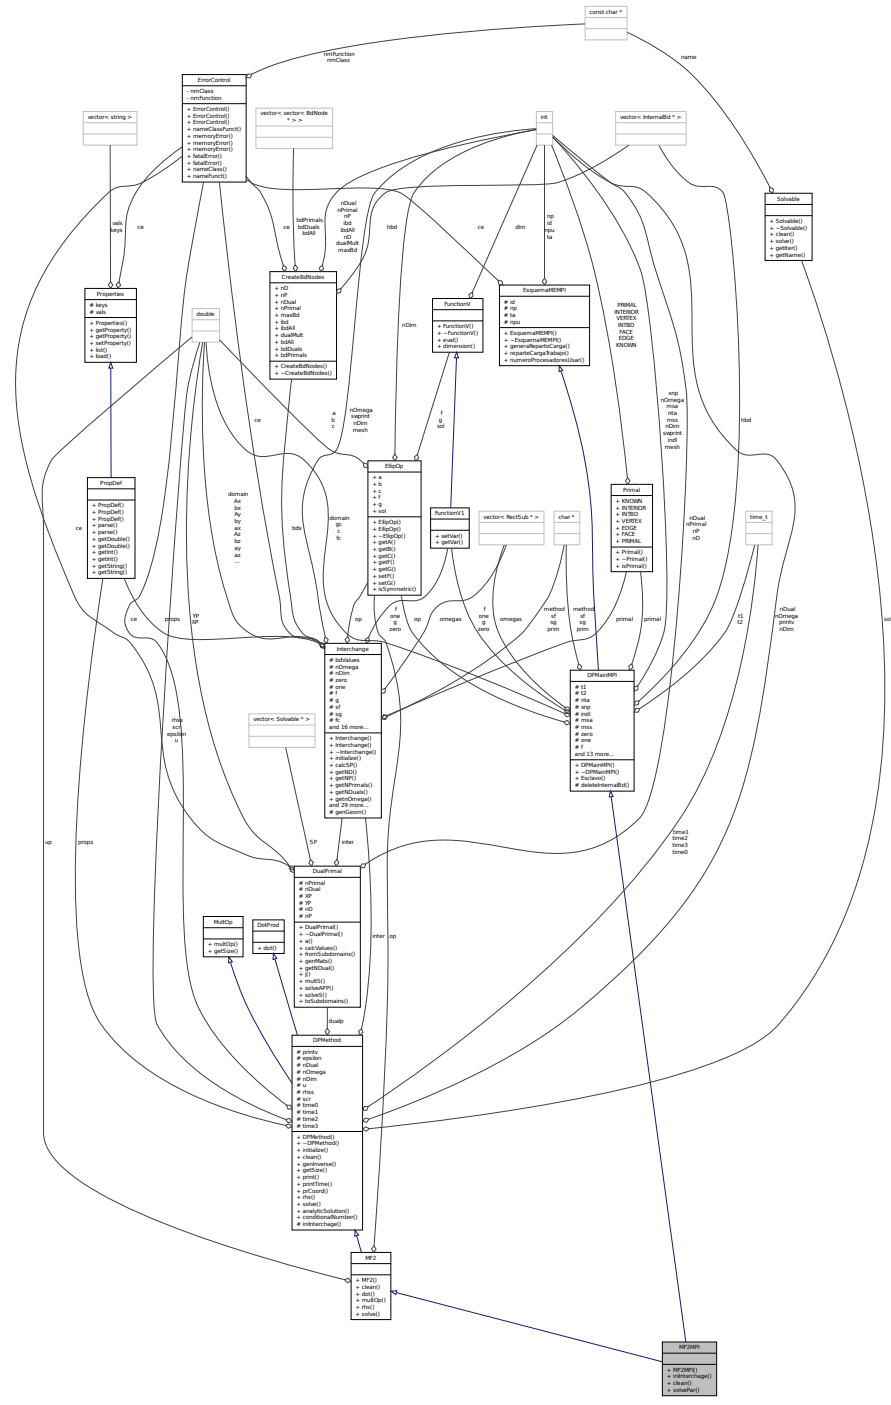 const char *
nmFunction
nmClass
name
ErrorControl
- nmClass
- nmFunction
+ ErrorControl()
+ ErrorControl()
+ ErrorControl()
+ nameClassFunct()
+ memoryError()
+ memoryError()
+ memoryError()
+ fatalError()
+ fatalError()
+ nameClass()
+ nameFunct()
vector< string >
vector< vector< BdNode
* > >
int
vector< InternalBd * >
Solvable
+ Solvable()
+ ~Solvable()
+ clean()
+ solve()
+ getIter()
+ getName()
vals
keys
ce
ce
bdPrimals
bdDuals
bdAll
nDual
nPrimal
nP
ibd
ibdAll
nD
dualMult
maxBd
hbd
ce
dim
np
id
npu
ta
Properties
# keys
# vals
+ Properties()
+ getProperty()
+ getProperty()
+ setProperty()
+ list()
+ load()
double
CreateBdNodes
+ nD
+ nP
+ nDual
+ nPrimal
+ maxBd
+ ibd
+ ibdAll
+ dualMult
+ bdAll
+ bdDuals
+ bdPrimals
+ CreateBdNodes()
+ ~CreateBdNodes()
nDim
FunctionV
+ FunctionV()
+ ~FunctionV()
+ eval()
+ dimension()
EsquemaMEMPI
# id
# np
# ta
# npu
+ EsquemaMEMPI()
+ ~EsquemaMEMPI()
+ generaRepartoCarga()
+ reparteCargaTrabajo()
+ numeroProcesadoresUsar()
PRIMAL
INTERIOR
VERTEX
INTBD
FACE
EDGE
KNOWN
ce
a
b
c
nOmega
swprint
nDim
mesh
f
g
sol
xnp
nOmega
msa
nta
mss
nDim
swprint
indl
mesh
hbd
PropDef
+ PropDef()
+ PropDef()
+ PropDef()
+ parse()
+ parse()
+ getDouble()
+ getDouble()
+ getInt()
+ getInt()
+ getString()
+ getString()
ce
domain
Ax
bx
Ay
by
ax
Az
bz
ay
az
...
bds
domain
gc
c
fc
EllipOp
+ a
+ b
+ c
+ f
+ g
+ sol
+ EllipOp()
+ EllipOp()
+ ~EllipOp()
+ getA()
+ getB()
+ getC()
+ getF()
+ getG()
+ setF()
+ setG()
+ isSymmetric()
FunctionV1
+ setVar()
+ getVar()
vector< RectSub * >
char *
Primal
+ KNOWN
+ INTERIOR
+ INTBD
+ VERTEX
+ EDGE
+ FACE
+ PRIMAL
+ Primal()
+ ~Primal()
+ isPrimal()
nDual
nPrimal
nP
nD
time_t
ce
props
YP
XP
op
f
one
g
zero
op
omegas
f
one
g
zero
omegas
method
sf
sg
prim
method
sf
sg
prim
primal
primal
t1
t2
nDual
nOmega
printv
nDim
sol
Interchange
# bdValues
# nOmega
# nDim
# zero
# one
# f
# g
# sf
# sg
# fc
and 16 more...
+ Interchange()
+ Interchange()
+ ~Interchange()
+ initialize()
+ calcSP()
+ getND()
+ getNP()
+ getNPrimals()
+ getNDuals()
+ getnOmega()
and 29 more...
# genGeom()
DPMainMPI
# t1
# t2
# nta
# xnp
# indl
# msa
# mss
# zero
# one
# f
and 13 more...
+ DPMainMPI()
+ ~DPMainMPI()
+ Esclavo()
# deleteInternalBd()
vector< Solvable * >
rhss
scr
epsilon
u
up
props
SP
inter
time1
time2
time3
time0
DualPrimal
# nPrimal
# nDual
# XP
# YP
# nD
# nP
+ DualPrimal()
+ ~DualPrimal()
+ a()
+ calcValues()
+ fromSubdomains()
+ genMats()
+ getNDual()
+ j()
+ multS()
+ solveAPP()
+ solveS()
+ toSubdomains()
MultOp
+ multOp()
+ getSize()
DotProd
+ dot()
inter
op
dualp
DPMethod
# printv
# epsilon
# nDual
# nOmega
# nDim
# u
# rhss
# scr
# time0
# time1
# time2
# time3
+ DPMethod()
+ ~DPMethod()
+ initialize()
+ clean()
+ genInverse()
+ getSize()
+ print()
+ printTime()
+ prCoord()
+ rhs()
+ solve()
+ analyticSolution()
+ conditionalNumber()
# iniInterchage()
MF2
+ MF2()
+ clean()
+ dot()
+ multOp()
+ rhs()
+ solve()
MF2MPI
+ MF2MPI()
+ iniInterchage()
+ clean()
+ solvePar()